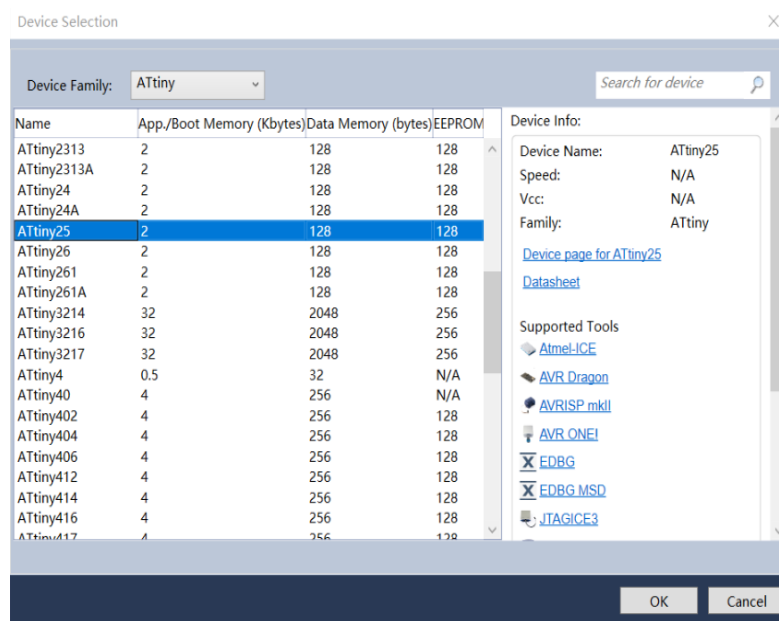 Device Selection
Device Family: ATtiny Search for device
Name App./Boot Memory (Kbytes) Data Memory (bytes) EEPROM
ATtiny2313 2 128 128
ATtiny2313A 2 128 128
ATtiny24 2 128 128
ATtiny24A 2 128 128
ATtiny25 2 128 128
ATtiny26 2 128 128
ATtiny261 2 128 128
ATtiny261A 2 128 128
ATtiny3214 32 2048 256
ATtiny3216 32 2048 256
ATtiny3217 32 2048 256
ATtiny4 0.5 32 N/A
ATtiny40 4 256 N/A
ATtiny402 4 256 128
ATtiny404 4 256 128
ATtiny406 4 256 128
ATtiny412 4 256 128
ATtiny414 4 256 128
ATtiny416 4 256 128
ATtiny417 4 256 128
Device Info:
Device Name: ATtiny25
Speed: N/A
Vcc: N/A
Family: ATtiny
Device page for ATtiny25
Datasheet
Supported Tools
Atmel-ICE
AVR Dragon
AVRISP mkII
AVR ONE!
EDBG
EDBG MSD
JTAGICE3
OK Cancel